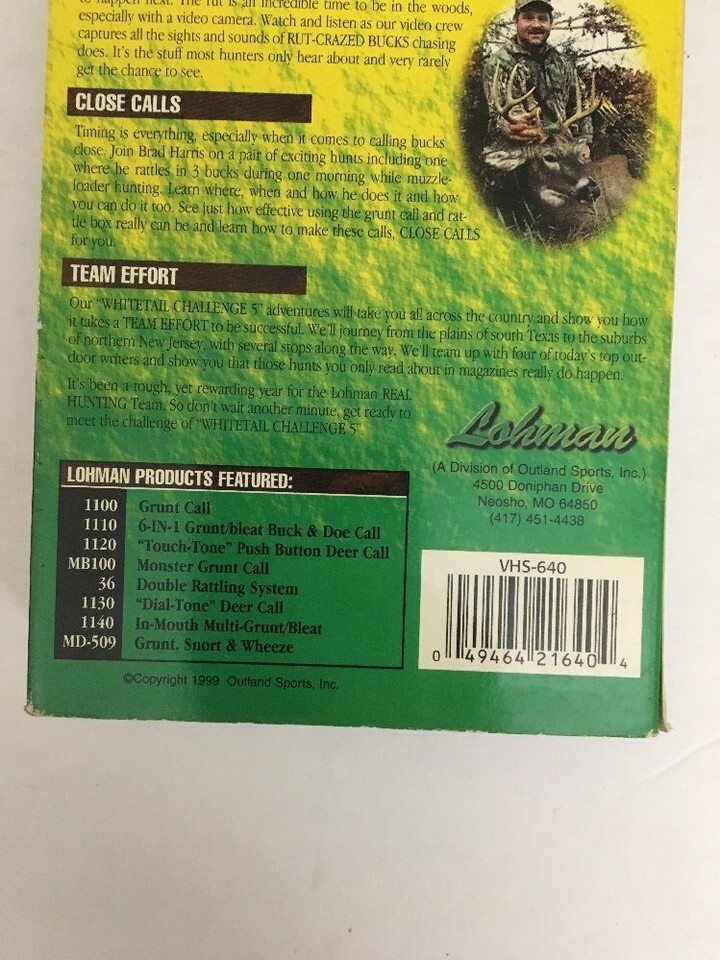 to happen next. The rut is an incredible time to be in the woods,
especially with a video camera. Watch and listen as our video crew
captures all the sights and sounds of RUT-CRAZED BUCKS chasing
does. It's the stuff most hunters only hear about and very rarely
get the chance to see.
CLOSE CALLS
Timing is everything, especially when it comes to calling bucks
close. Join Brad Harris on a pair of exciting hunts including one
where he rattles in 3 bucks during one morning while muzzle-
loader hunting. Learn where, when and how he does it and how
you can do it too. See just how effective using the grunt call and rat-
tle box really can be and learn how to make these calls, CLOSE CALLS
for you.
TEAM EFFORT
Our "WHITETAIL CHALLENGE 5" adventures will take you all across the country and show you how
it takes a TEAM EFFORT to be successful. We'll journey from the plains of south Texas to the suburbs
of northern New Jersey, with several stops along the way. We'll team up with four of today's top out-
door writers and show you that those hunts you only read about in magazines really do happen.
It's been a tough, yet rewarding year for the Lohman REAL
HUNTING Team. So don't wait another minute, get ready to
meet the challenge of "WHITETAIL CHALLENGE 5".
Lohman
(A Division of Outland Sports, Inc.)
4500 Doniphan Drive
Neosho, MO 64850
(417) 451-4438
LOHMAN PRODUCTS FEATURED:
1100 Grunt Call
1110 6-IN-1 Grunt/bleat Buck & Doe Call
1120 "Touch-Tone" Push Button Deer Call
MB100 Monster Grunt Call
36 Double Rattling System
1130 "Dial-Tone" Deer Call
1140 In-Mouth Multi-Grunt/Bleat
MD-509 Grunt, Snort & Wheeze
VHS-640
0 49464 21640 4
©Copyright 1999 Outland Sports, Inc.